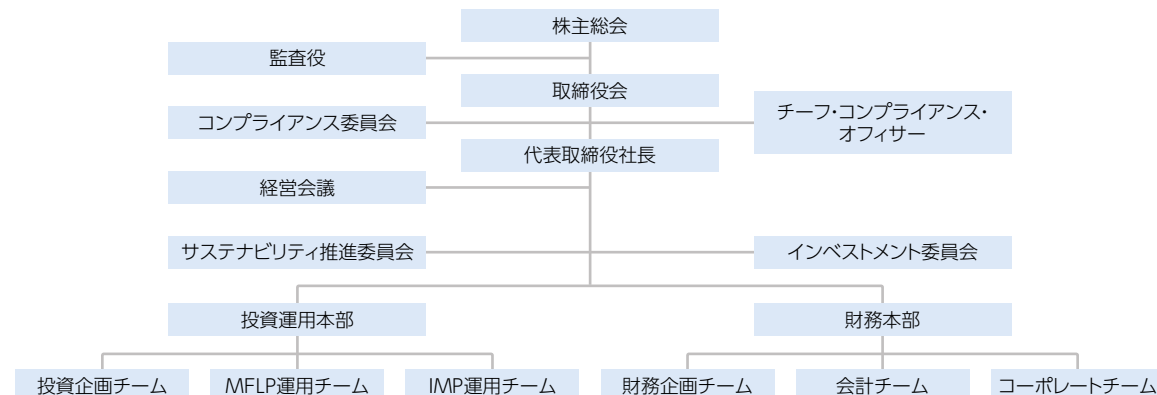 株主総会
監査役
取締役会
コンプライアンス委員会
チーフ・コンプライアンス・
オフィサー
代表取締役社長
経営会議
サステナビリティ推進委員会
インベストメント委員会
投資運用本部
財務本部
投資企画チーム
MFLP運用チーム
IMP運用チーム
財務企画チーム
会計チーム
コーポレートチーム